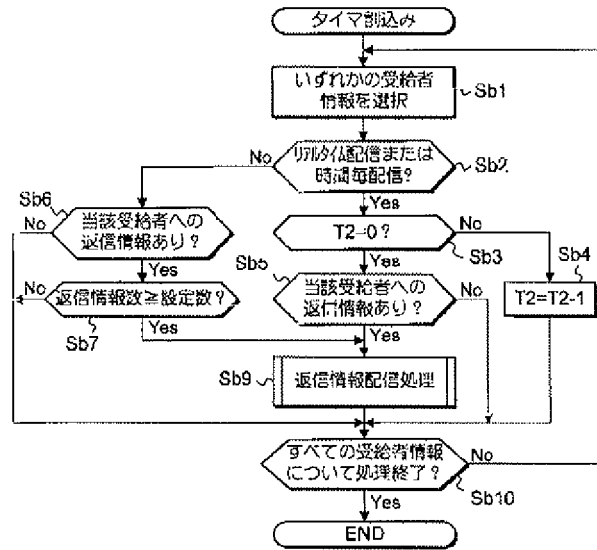 タイマ割込み
いずれかの受給者
情報を選択
Sb1
リアルタイム配信または
時間毎配信?
Sb2
No
Yes
Sb6
当該受給者への
返信情報あり?
No
Yes
T2=0?
Sb3
No
Yes
Sb4
T2=T2-1
Sb5
当該受給者への
返信情報あり?
No
Yes
返信情報数≧設定数?
No
Sb7
Yes
Sb9
返信情報配信処理
すべての受給者情報
について処理終了?
No
Sb10
Yes
END